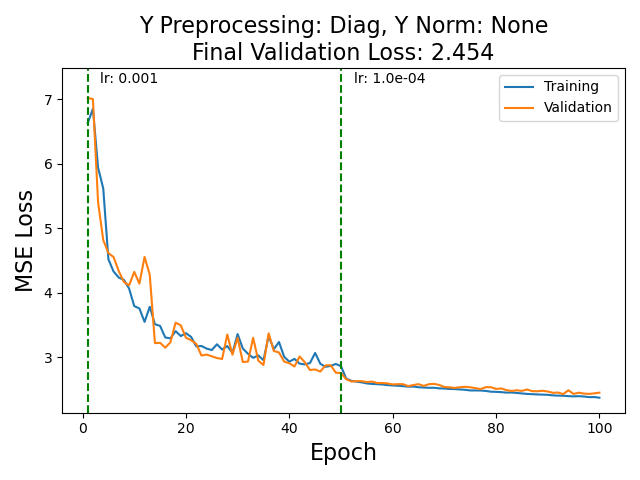 Y Preprocessing: Diag, Y Norm: None
Final Validation Loss: 2.454
lr: 0.001
lr: 1.0e-04
Training
Validation
7
6
5
4
3
MSE Loss
0
20
40
60
80
100
Epoch